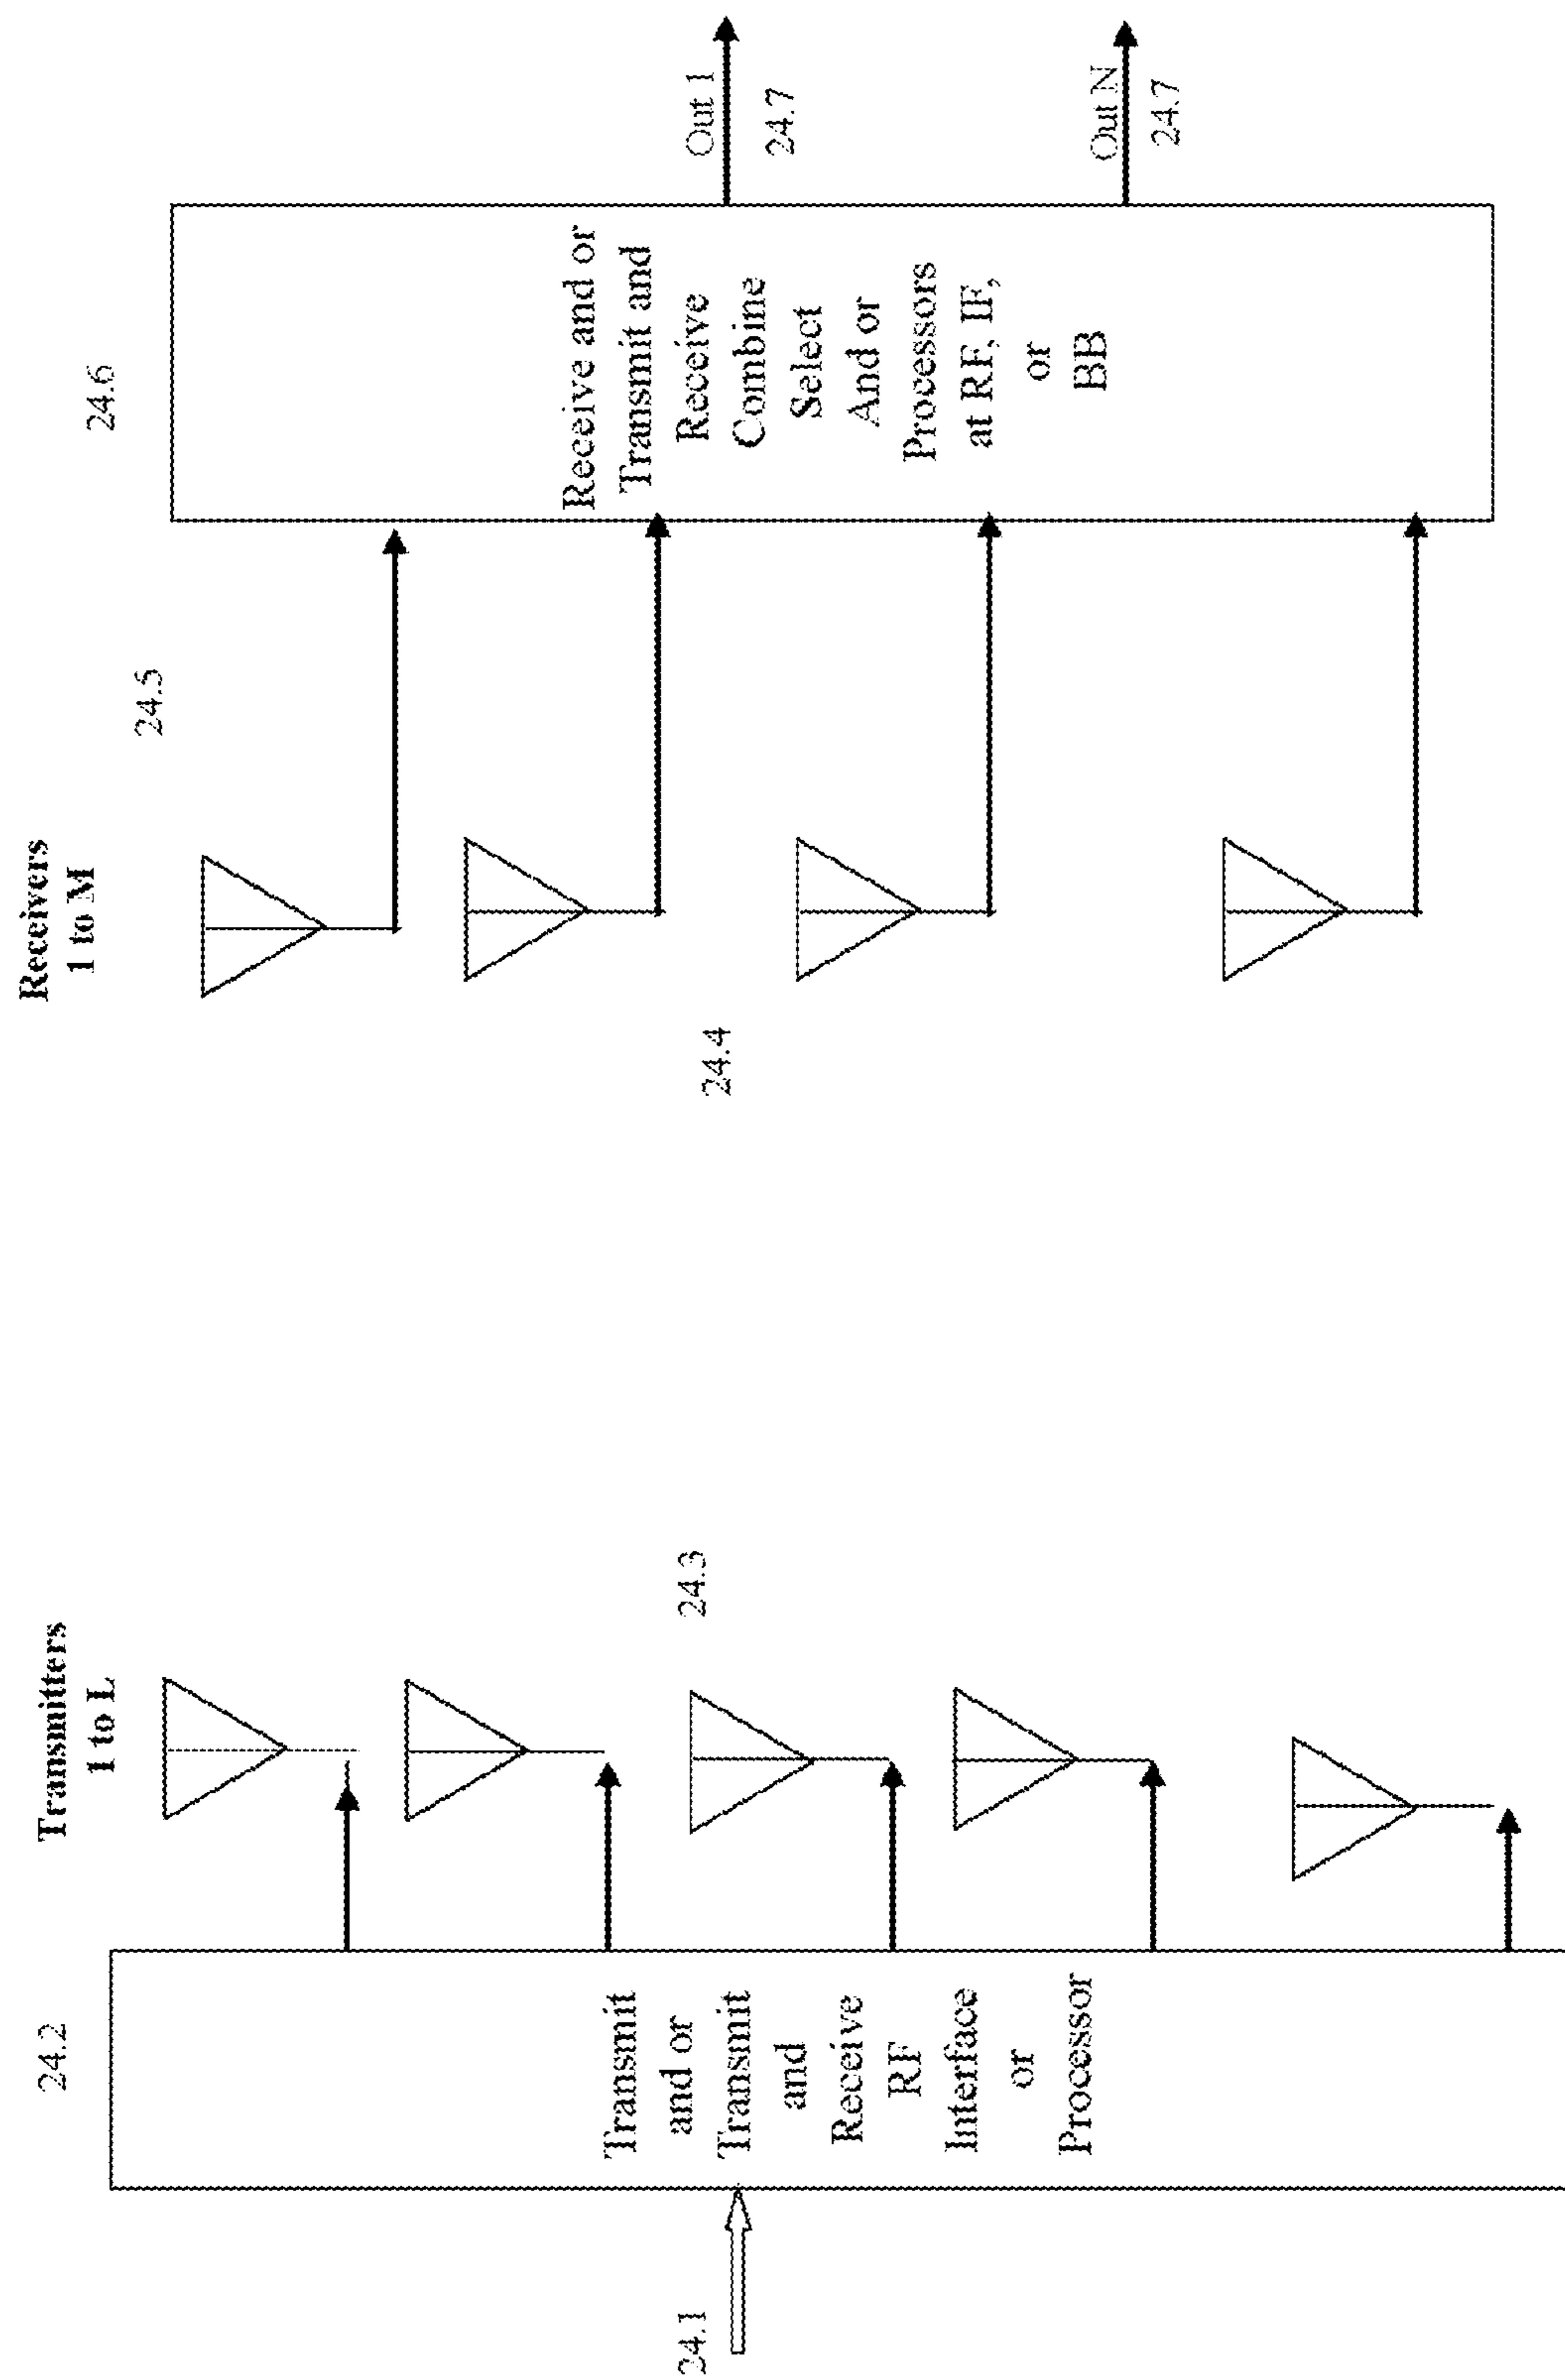 24.1
24.2
Transmit
and or
Transmit
and
Receive
RF
Interface
or
Processor
Transmitters
1 to L
24.3
24.4
Receivers
1 to M
24.5
24.6
Receive and or
Transmit and
Receive
Combine
Select
And or
Processors
at RF, IF,
or
BB
Out 1
24.7
Out N
24.7